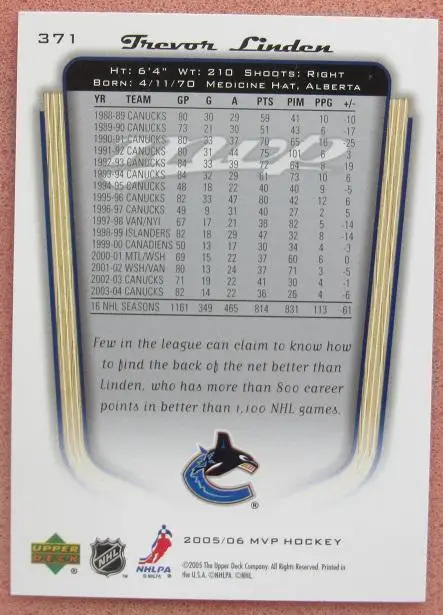 371
Trevor Linden
HT: 6'4" WT: 210 SHOOTS: RIGHT
BORN: 4/11/70 MEDICINE HAT, ALBERTA
YR TEAM GP G A PTS PIM PPG +/-
1988-89 CANUCKS 80 30 29 59 41 10 -10
1989-90 CANUCKS 73 21 30 51 43 6 -17
1990-91 CANUCKS 80 33 37 70 65 16 -25
1991-92 CANUCKS 80 31 44 75 101 6 3
1992-93 CANUCKS 84 33 39 72 64 8 19
1993-94 CANUCKS 84 32 29 61 73 10 6
1994-95 CANUCKS 48 18 22 40 40 9 -5
1995-96 CANUCKS 82 33 47 80 42 12 6
1996-97 CANUCKS 49 9 31 40 27 2 5
1997-98 VAN/NYI 67 17 21 38 82 5 -14
1998-99 ISLANDERS 82 18 29 47 32 8 -14
1999-00 CANADIENS 50 13 17 30 34 4 -3
2000-01 MTL/WSH 69 15 22 37 60 6 0
2001-02 WSH/VAN 80 13 24 37 71 3 -5
2002-03 CANUCKS 71 19 22 41 30 4 -1
2003-04 CANUCKS 82 14 22 36 26 4 -6
16 NHL SEASONS 1161 349 465 814 831 113 -61
Few in the league can claim to know how
to find the back of the net better than
Linden, who has more than 800 career
points in better than 1,100 NHL games.
2005/06 MVP HOCKEY
UPPER DECK
NHL
NHLPA
© NHLPA
©2005 The Upper Deck Company. All Rights Reserved. Printed in
the U.S.A. ©NHLPA. ©NHL.